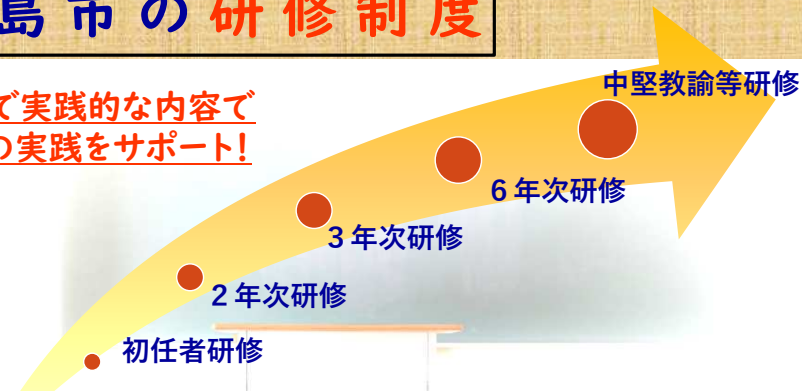 島市の研修制度
で実践的な内容で
の実践をサポート!
中堅教諭等研修
6年次研修
3年次研修
2年次研修
初任者研修